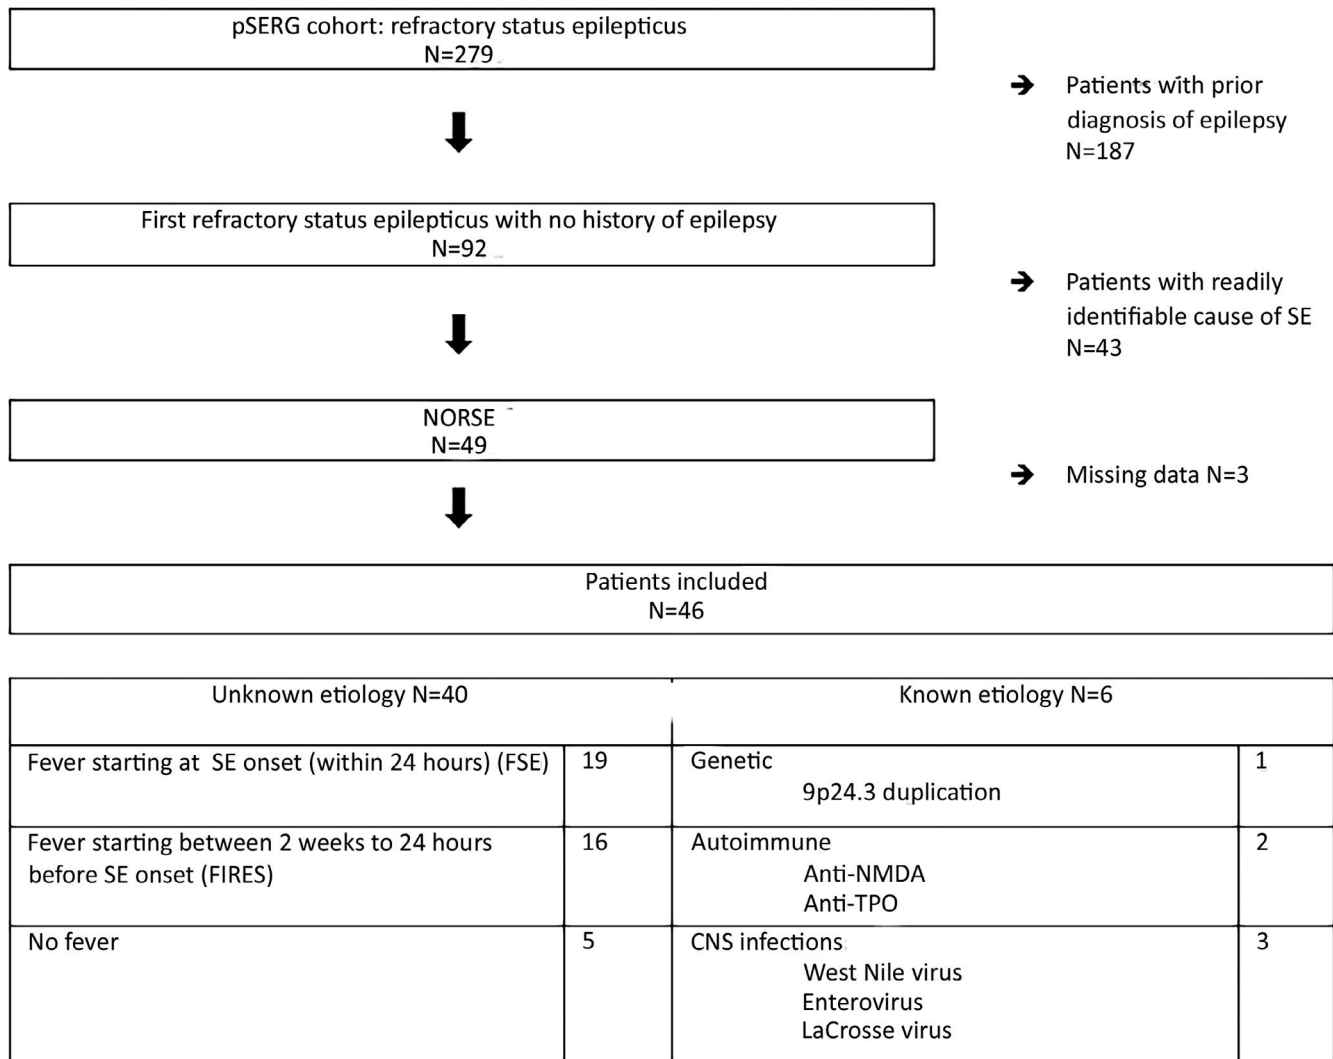 pSERG cohort: refractory status epilepticus
N=279
➔ Patients with prior
diagnosis of epilepsy
N=187
First refractory status epilepticus with no history of epilepsy
N=92
➔ Patients with readily
identifiable cause of SE
N=43
NORSE
N=49
➔ Missing data N=3
Patients included
N=46
Unknown etiology N=40
Known etiology N=6
Fever starting at SE onset (within 24 hours) (FSE) 19
Genetic 1
9p24.3 duplication
Fever starting between 2 weeks to 24 hours 16
before SE onset (FIRES)
Autoimmune 2
Anti-NMDA
Anti-TPO
No fever 5
CNS infections 3
West Nile virus
Enterovirus
LaCrosse virus